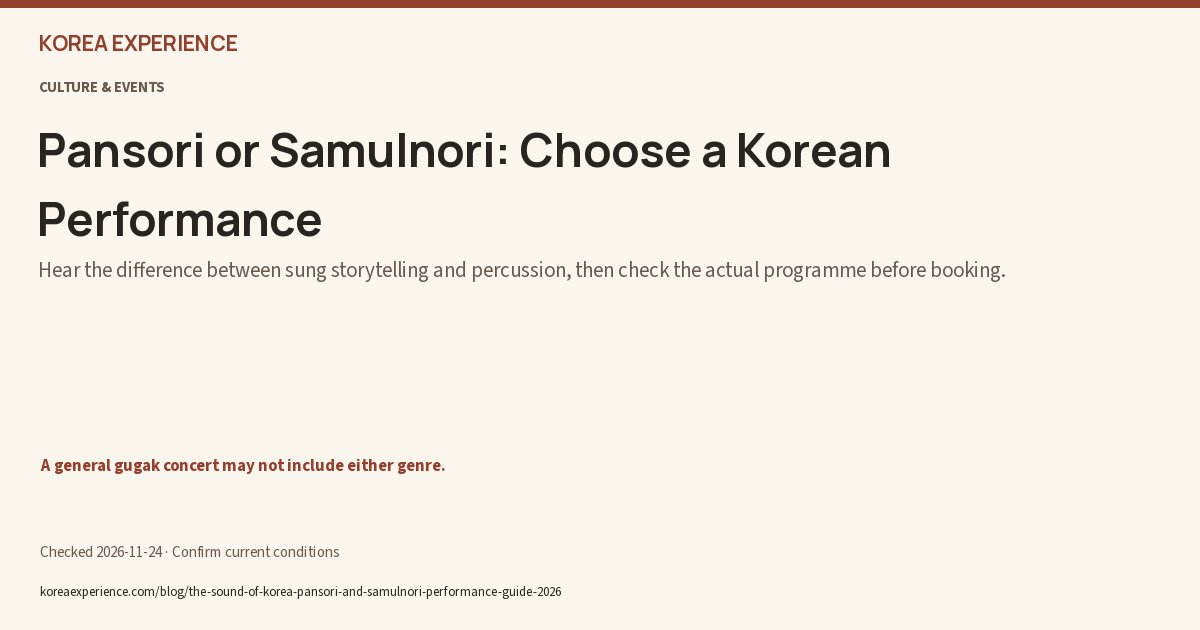 KOREA EXPERIENCE
CULTURE & EVENTS
Pansori or Samulnori: Choose a Korean
Performance
Hear the difference between sung storytelling and percussion, then check the actual programme before booking.
A general gugak concert may not include either genre.
Checked 2026-11-24 · Confirm current conditions
koreaexperience.com/blog/the-sound-of-korea-pansori-and-samulnori-performance-guide-2026